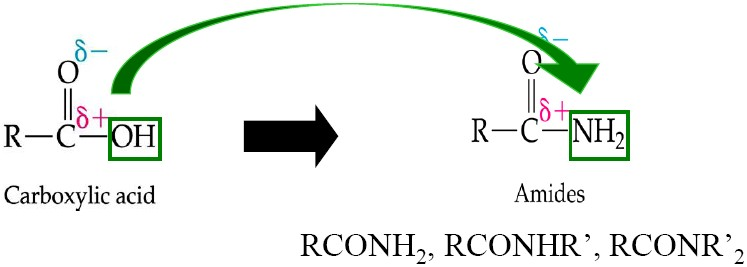 δ− δ−
O O
δ+ δ+
R—C—OH R—C—NH₂
Carboxylic acid Amides
RCONH₂, RCONHR’, RCONR’₂